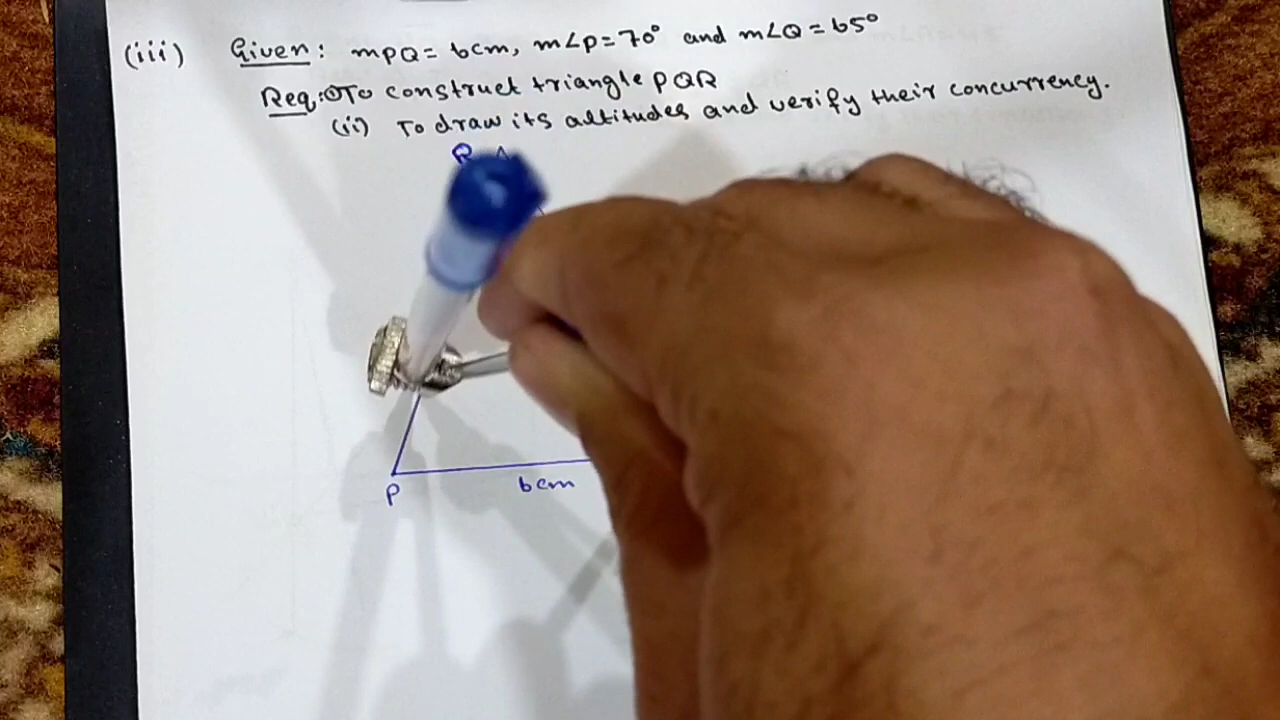 (iii) Given: mPQ = 6cm, m∠P = 70° and m∠Q = 65°
Req: (i) To construct triangle PQR
(ii) To draw its altitudes and verify their concurrency.
R
P
6cm